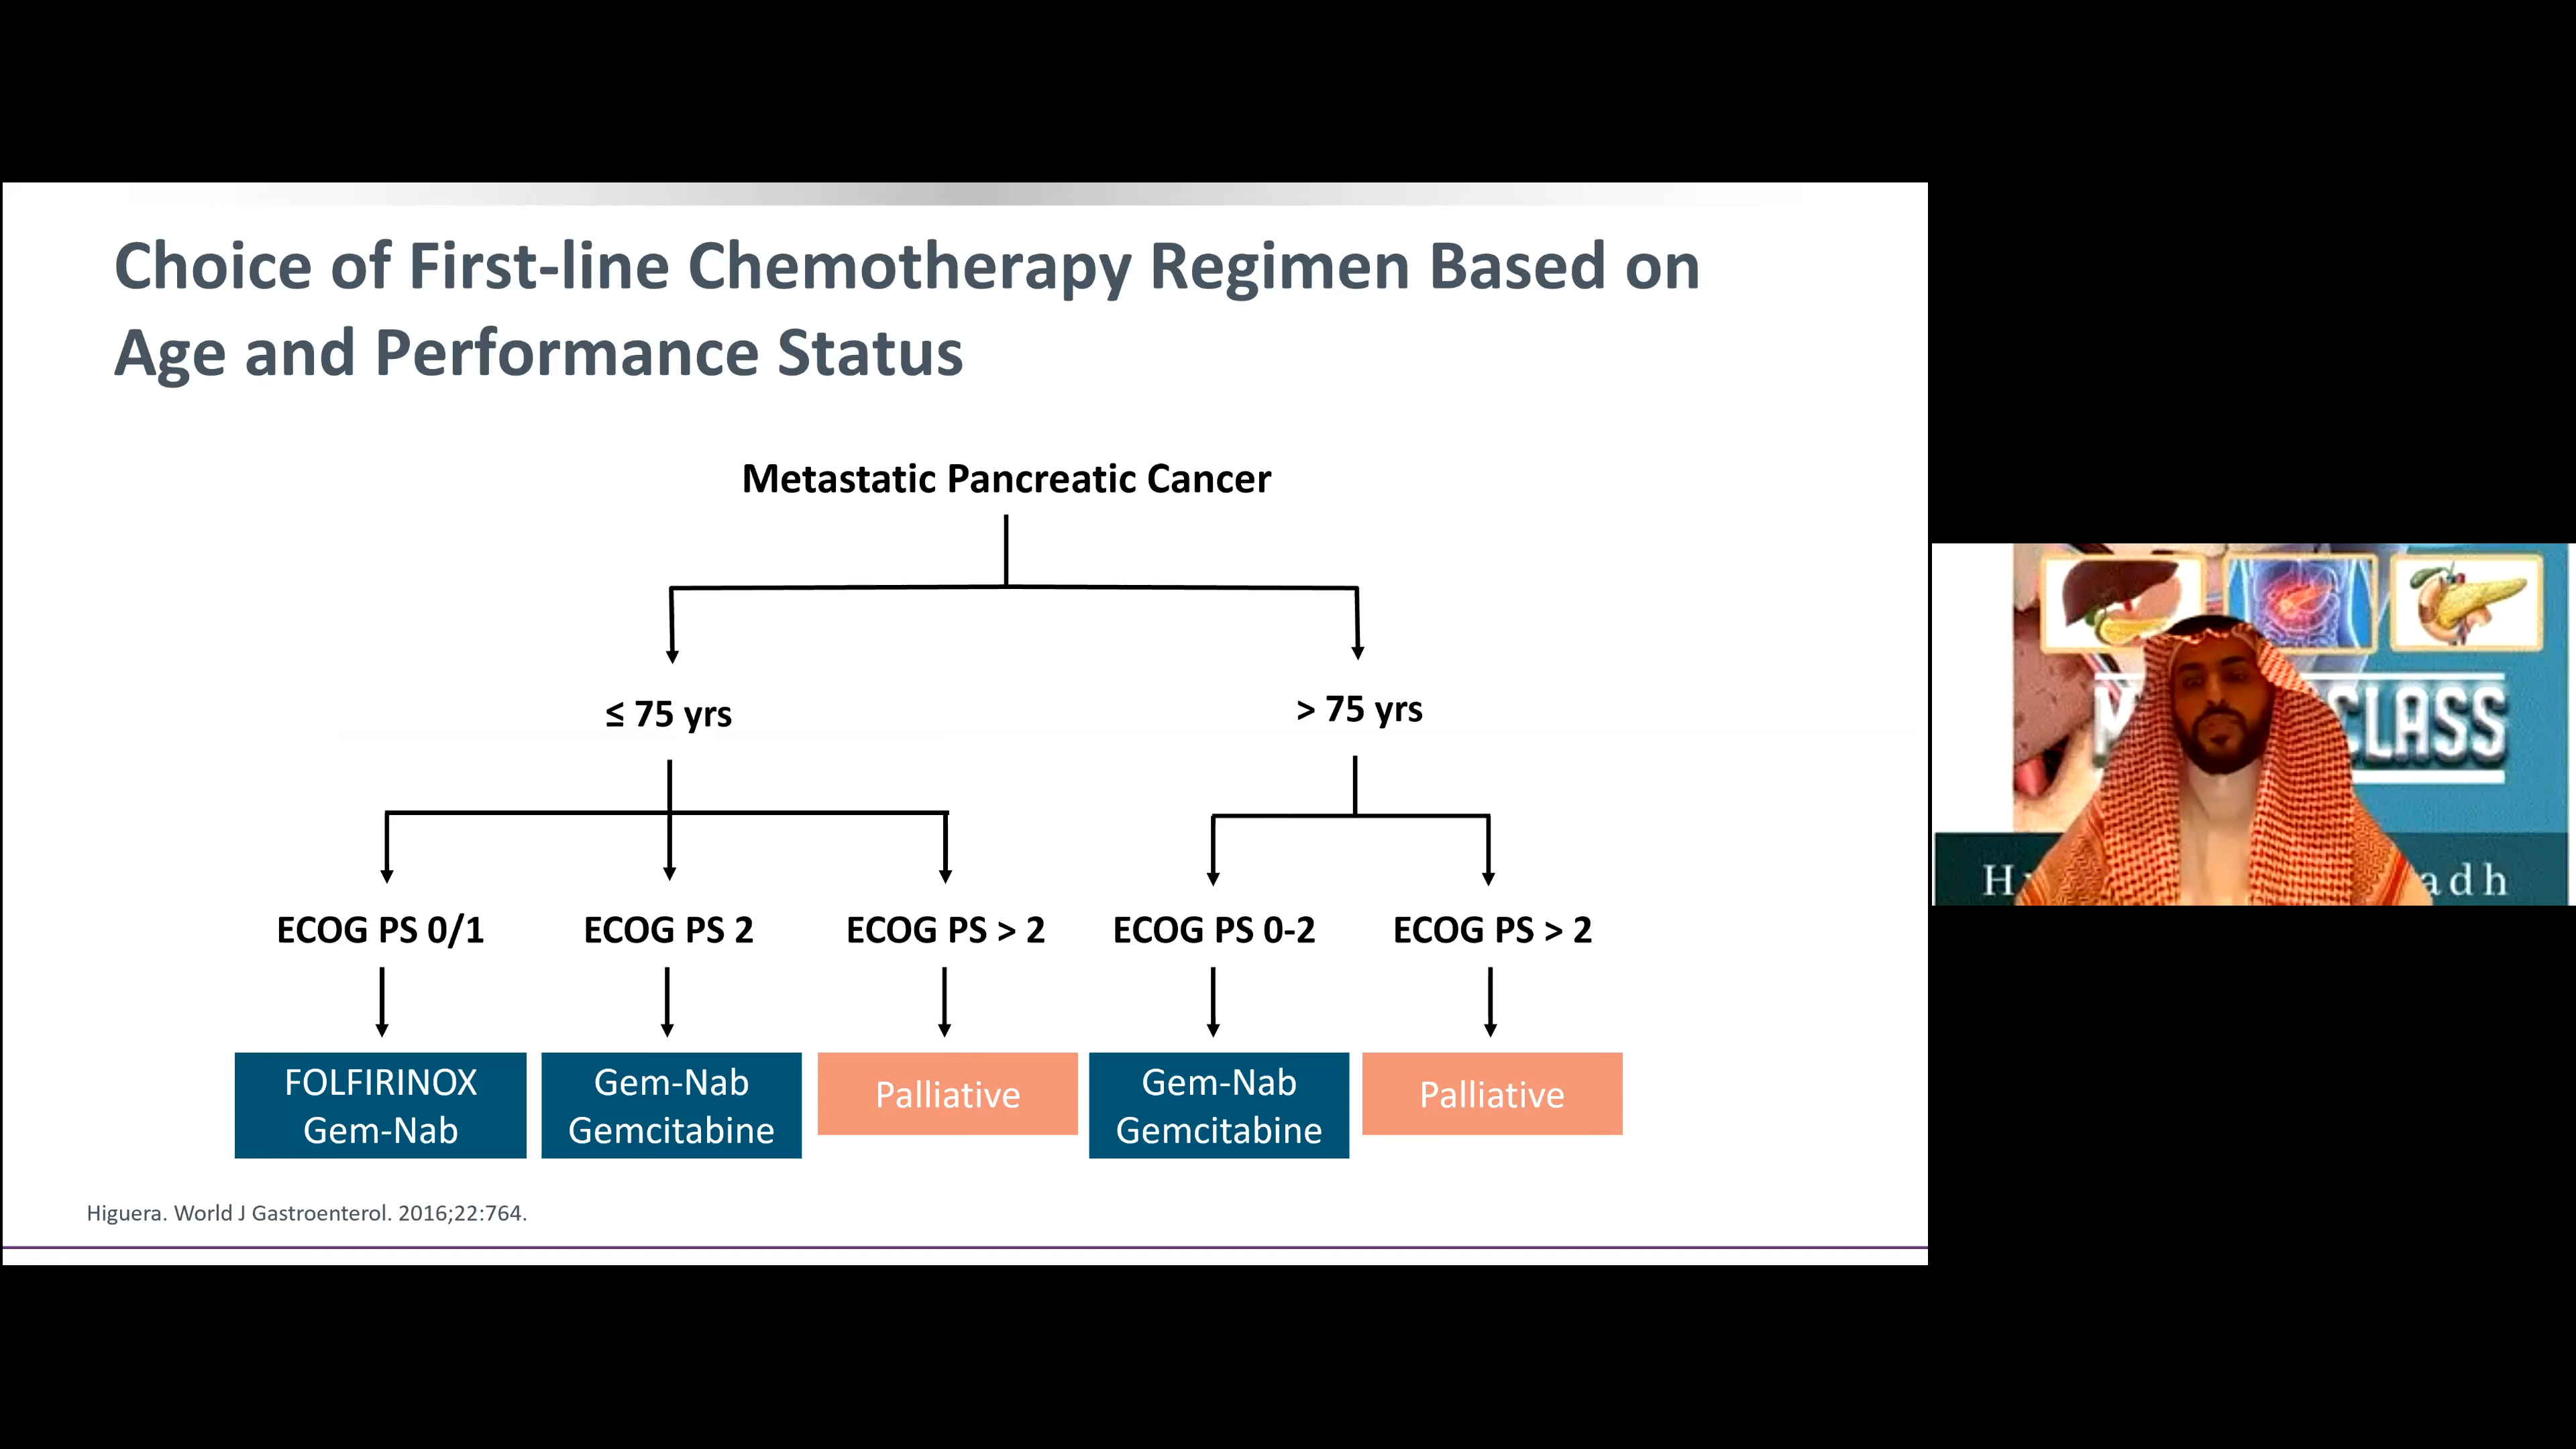 Choice of First-line Chemotherapy Regimen Based on
Age and Performance Status
Metastatic Pancreatic Cancer
≤ 75 yrs
> 75 yrs
ECOG PS 0/1
ECOG PS 2
ECOG PS > 2
ECOG PS 0-2
ECOG PS > 2
FOLFIRINOX
Gem-Nab
Gem-Nab
Gemcitabine
Palliative
Gem-Nab
Gemcitabine
Palliative
Higuera. World J Gastroenterol. 2016;22:764.
CLASS